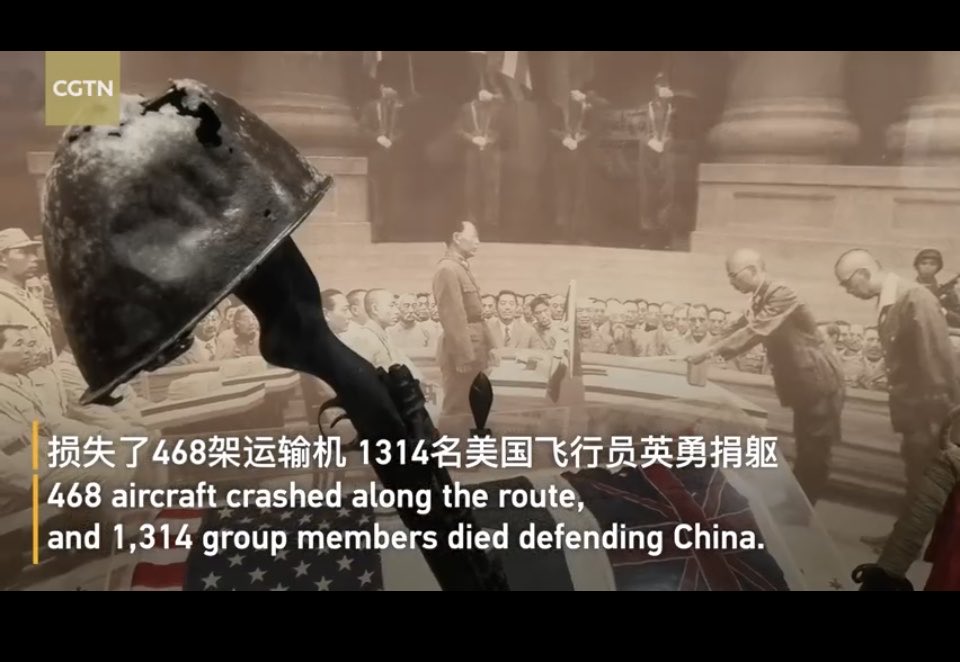 CGTN
损失了468架运输机 1314名美国飞行员英勇捐躯
468 aircraft crashed along the route,
and 1,314 group members died defending China.